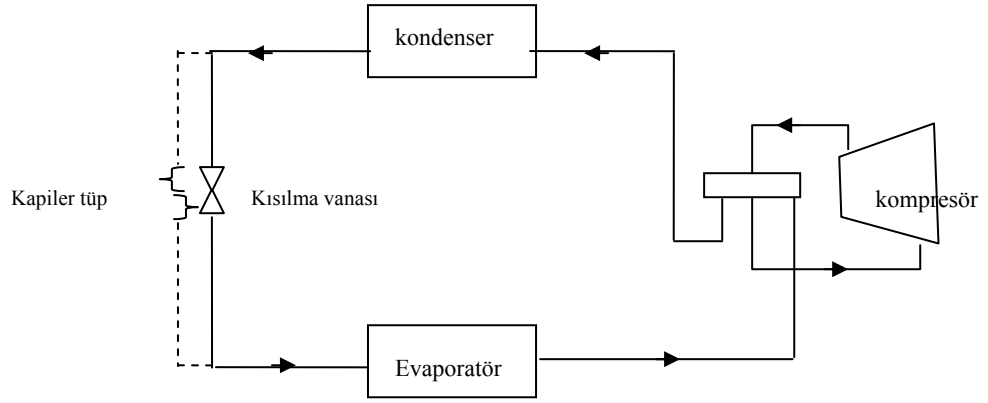 kondenser
Kapiler tüp
Kısılma vanası
kompresör
Evaporatör